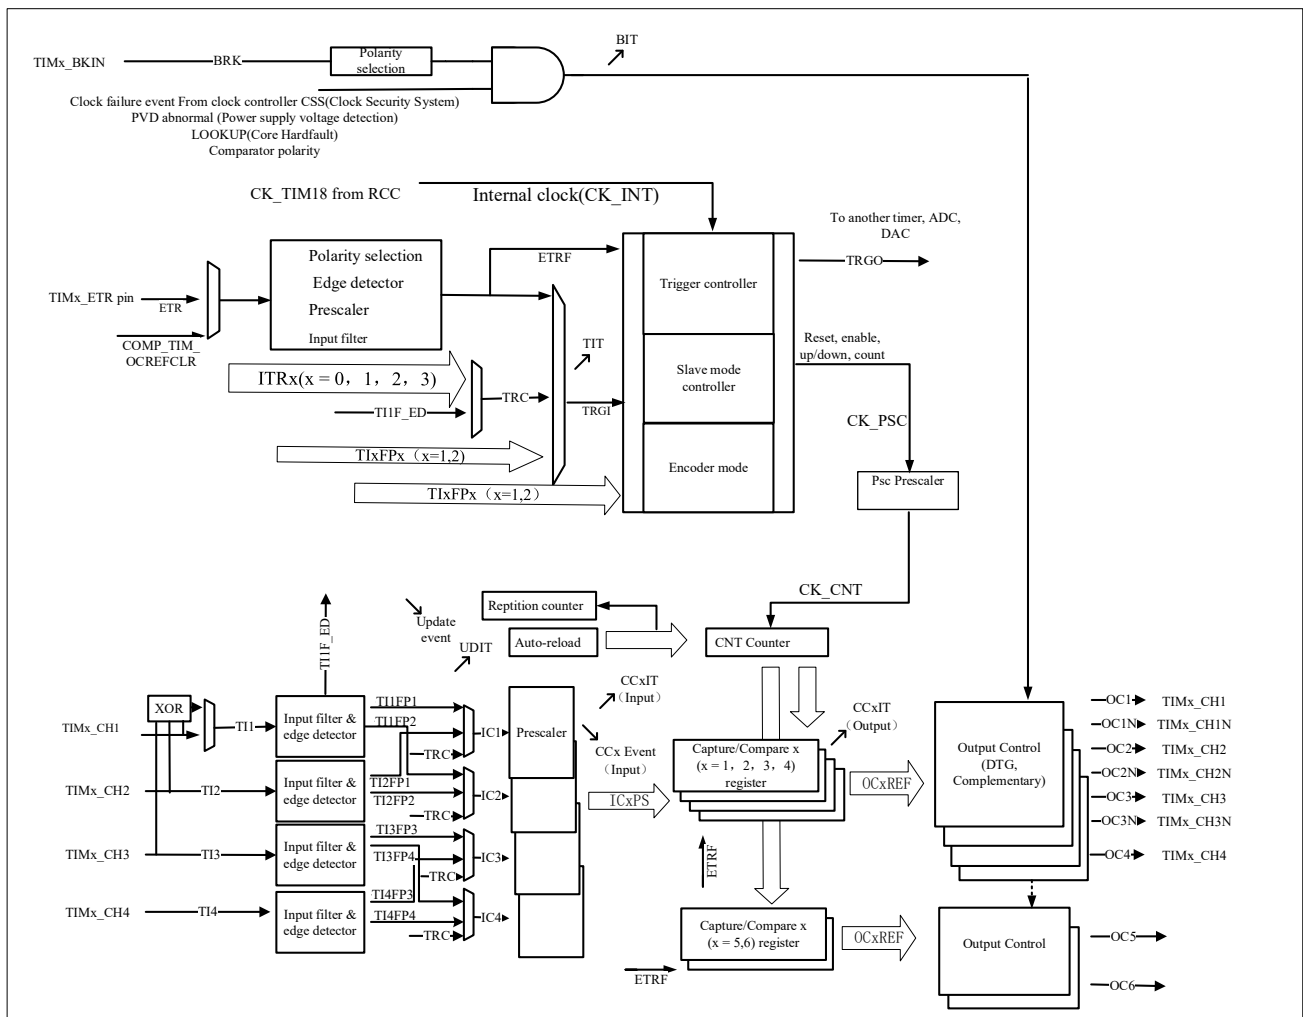 BIT
TIMx_BKIN
BRK
Polarity
selection
Clock failure event From clock controller CSS(Clock Security System)
PVD abnormal (Power supply voltage detection)
LOOKUP(Core Hardfault)
Comparator polarity
CK_TIM18 from RCC
Internal clock(CK_INT)
To another timer, ADC,
DAC
TRGO
Polarity selection
Edge detector
Prescaler
Input filter
ETRF
Trigger controller
TIMx_ETR pin
ETR
COMP_TIM_
OCREFCLR
TIT
Reset, enable,
up/down, count
ITRx(x = 0，1，2，3)
Slave mode
controller
TRC
TI1F_ED
TRGI
CK_PSC
TIxFPx（x=1,2)
Encoder mode
TIxFPx（x=1,2）
Psc Prescaler
CK_CNT
Reptition counter
Update
event
TI1F_ED
UDIT
Auto-reload
CNT Counter
CCxIT
（Input）
CCxIT
（Output）
XOR
TIMx_CH1
TI1
Input filter &
edge detector
TI1FP1
TI1FP2
TRC
IC1
Prescaler
CCx Event
(Input)
Capture/Compare x
(x = 1，2，3，4)
register
Output Control
(DTG,
Complementary)
OC1
TIMx_CH1
OC1N
TIMx_CH1N
OC2
TIMx_CH2
OC2N
TIMx_CH2N
OC3
TIMx_CH3
OC3N
TIMx_CH3N
OC4
TIMx_CH4
TIMx_CH2
TI2
Input filter &
edge detector
TI2FP1
TI2FP2
TRC
IC2
ICxPS
OCxREF
TIMx_CH3
TI3
Input filter &
edge detector
TI3FP3
TI3FP4
TRC
IC3
ETRF
TIMx_CH4
TI4
Input filter &
edge detector
TI4FP3
TI4FP4
TRC
IC4
Capture/Compare x
(x = 5,6) register
OCxREF
Output Control
OC5
OC6
ETRF